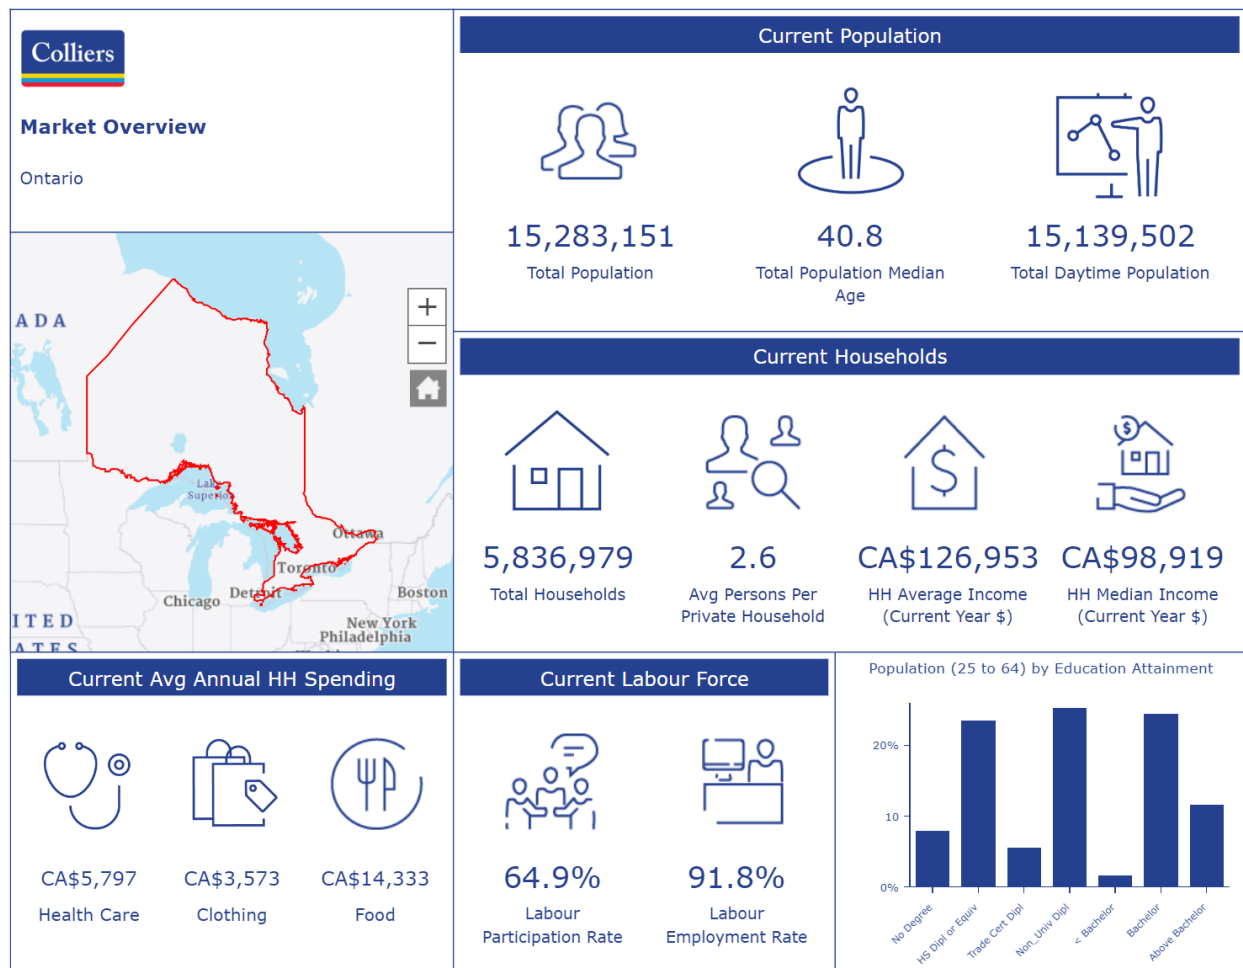 Colliers
Market Overview
Ontario
Current Population
15,283,151
Total Population
40.8
Total Population Median
Age
15,139,502
Total Daytime Population
+
−
ADA
Lake
Superior
Ottawa
Toronto
Detroit
Chicago
Boston
New York
Philadelphia
ITED
ATES
Current Households
$
$
5,836,979
Total Households
2.6
Avg Persons Per
Private Household
CA$126,953
HH Average Income
(Current Year $)
CA$98,919
HH Median Income
(Current Year $)
Current Avg Annual HH Spending
CA$5,797
Health Care
CA$3,573
Clothing
CA$14,333
Food
Current Labour Force
64.9%
Labour
Participation Rate
91.8%
Labour
Employment Rate
Population (25 to 64) by Education Attainment
20%
10
0%
No Degree
HS Dipl or Equiv
Trade Cert Dipl
Non_Univ Dipl
< Bachelor
Bachelor
Above Bachelor